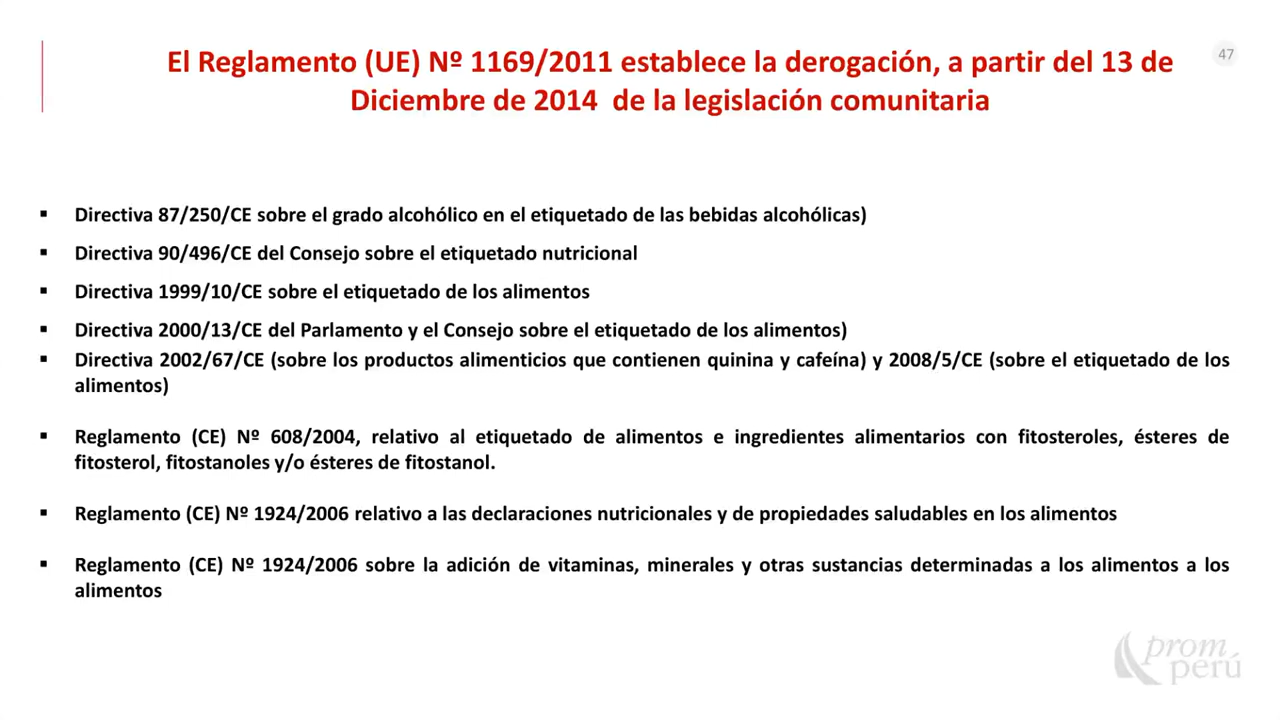 El Reglamento (UE) Nº 1169/2011 establece la derogación, a partir del 13 de
Diciembre de 2014 de la legislación comunitaria
47
▪ Directiva 87/250/CE sobre el grado alcohólico en el etiquetado de las bebidas alcohólicas)
▪ Directiva 90/496/CE del Consejo sobre el etiquetado nutricional
▪ Directiva 1999/10/CE sobre el etiquetado de los alimentos
▪ Directiva 2000/13/CE del Parlamento y el Consejo sobre el etiquetado de los alimentos)
▪ Directiva 2002/67/CE (sobre los productos alimenticios que contienen quinina y cafeína) y 2008/5/CE (sobre el etiquetado de los
alimentos)
▪ Reglamento (CE) Nº 608/2004, relativo al etiquetado de alimentos e ingredientes alimentarios con fitosteroles, ésteres de
fitosterol, fitostanoles y/o ésteres de fitostanol.
▪ Reglamento (CE) Nº 1924/2006 relativo a las declaraciones nutricionales y de propiedades saludables en los alimentos
▪ Reglamento (CE) Nº 1924/2006 sobre la adición de vitaminas, minerales y otras sustancias determinadas a los alimentos a los
alimentos
prom
perú